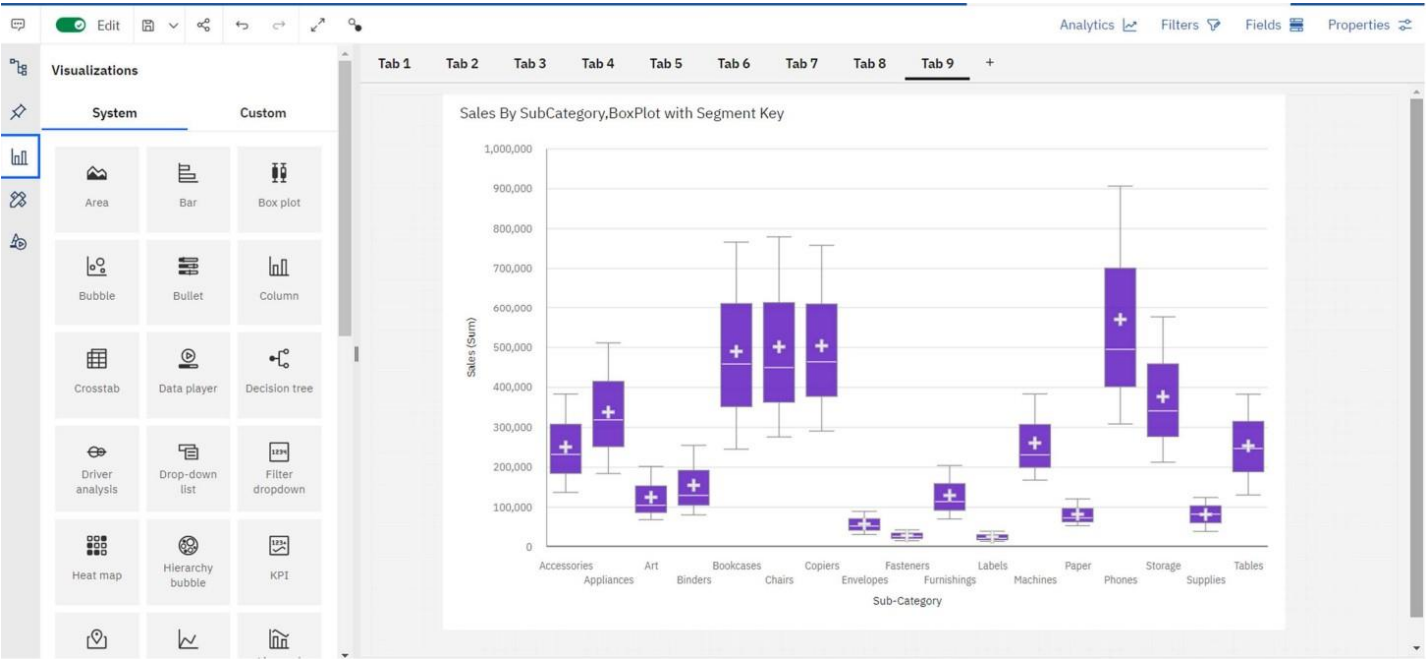 Edit
Analytics Filters Fields Properties
Visualizations
System Custom
Area Bar Box plot
Bubble Bullet Column
Crosstab Data player Decision tree
Driver analysis
Drop-down list
Filter dropdown
Heat map
Hierarchy bubble
KPI
Tab 1 Tab 2 Tab 3 Tab 4 Tab 5 Tab 6 Tab 7 Tab 8 Tab 9 +
Sales By SubCategory,BoxPlot with Segment Key
Sales (Sum)
1,000,000
900,000
800,000
700,000
600,000
500,000
400,000
300,000
200,000
100,000
0
Accessories Art Bookcases Copiers Fasteners Labels Paper Storage Tables
Appliances Binders Chairs Envelopes Furnishings Machines Phones Supplies
Sub-Category